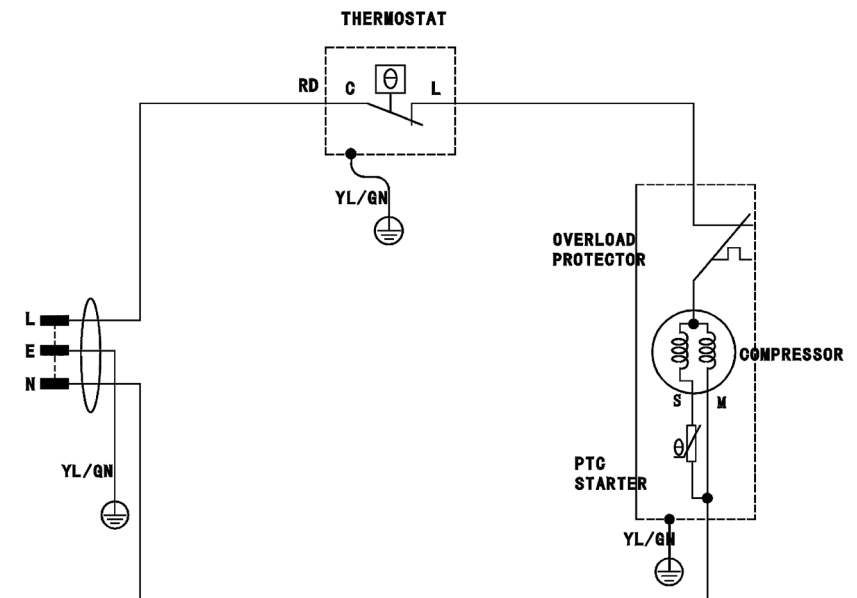 THERMOSTAT
RD
C
θ
L
YL/GN
OVERLOAD
PROTECTOR
L
E
N
COMPRESSOR
S
M
θ
YL/GN
PTC
STARTER
YL/GN